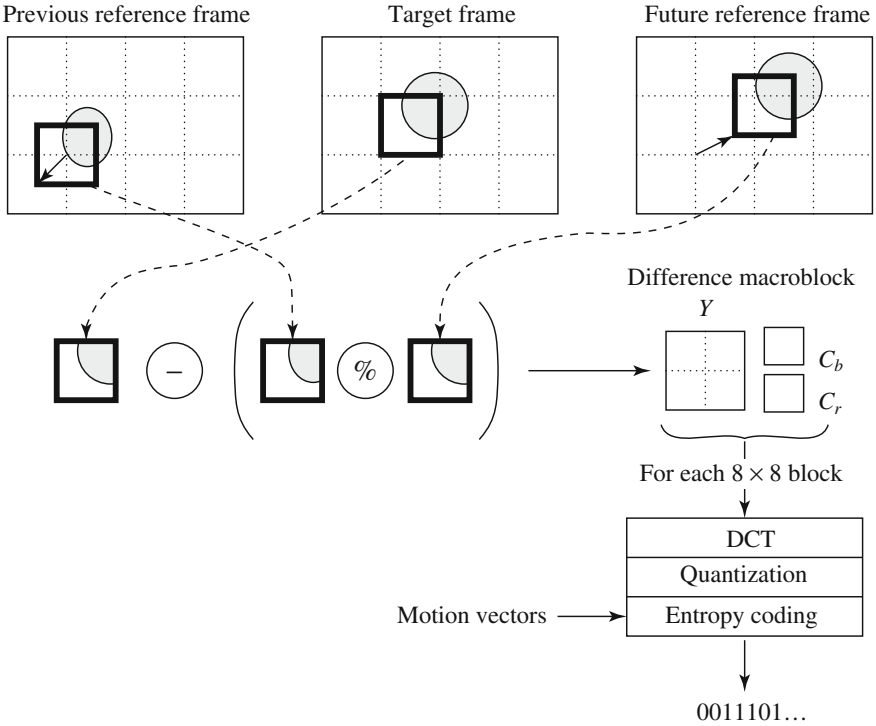 Previous reference frame
Target frame
Future reference frame
Difference macroblock
Y
−
%
C_b
C_r
For each 8 × 8 block
DCT
Quantization
Motion vectors
Entropy coding
0011101…